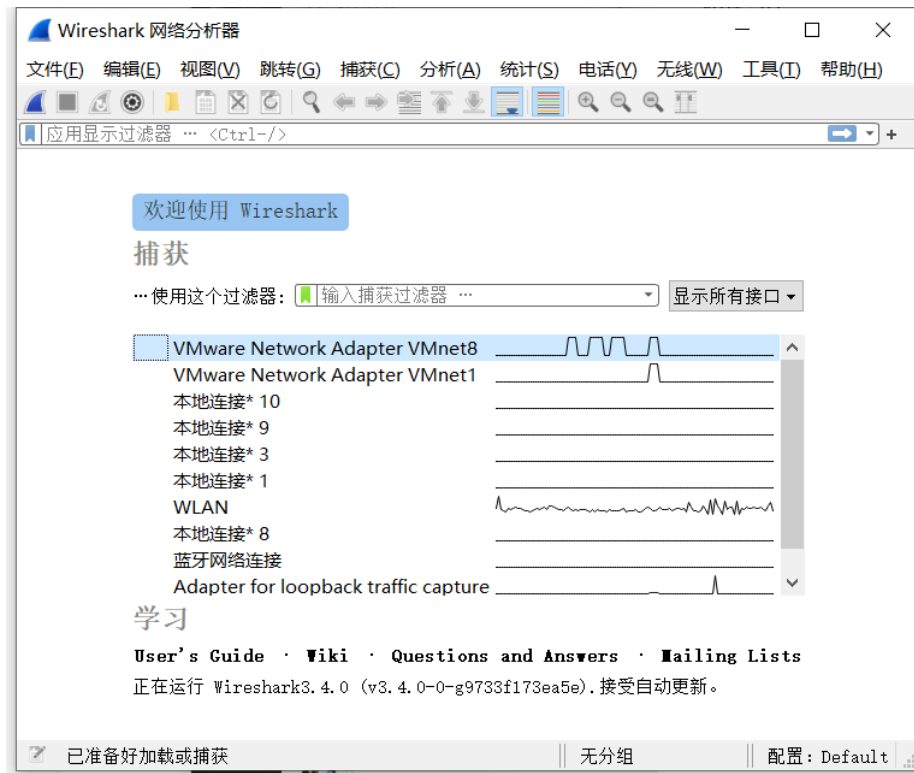 Wireshark 网络分析器
文件(F) 编辑(E) 视图(V) 跳转(G) 捕获(C) 分析(A) 统计(S) 电话(Y) 无线(W) 工具(T) 帮助(H)
应用显示过滤器 … <Ctrl-/>
欢迎使用 Wireshark
捕获
…使用这个过滤器: 输入捕获过滤器 … 显示所有接口
VMware Network Adapter VMnet8
VMware Network Adapter VMnet1
本地连接* 10
本地连接* 9
本地连接* 3
本地连接* 1
WLAN
本地连接* 8
蓝牙网络连接
Adapter for loopback traffic capture
学习
User's Guide · Wiki · Questions and Answers · Mailing Lists
正在运行 Wireshark3.4.0 (v3.4.0-0-g9733f173ea5e).接受自动更新。
已准备好加载或捕获 无分组 配置: Default